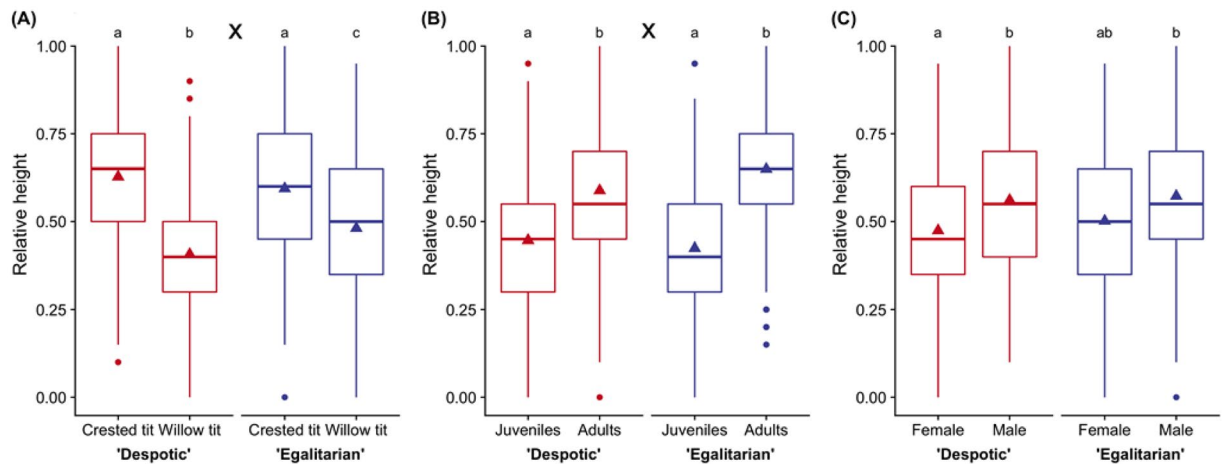 (A)
a b X a c
Relative height
1.00
0.75
0.50
0.25
0.00
Crested tit Willow tit Crested tit Willow tit
'Despotic' 'Egalitarian'
(B)
a b X a b
Relative height
1.00
0.75
0.50
0.25
0.00
Juveniles Adults Juveniles Adults
'Despotic' 'Egalitarian'
(C)
a b ab b
Relative height
1.00
0.75
0.50
0.25
0.00
Female Male Female Male
'Despotic' 'Egalitarian'